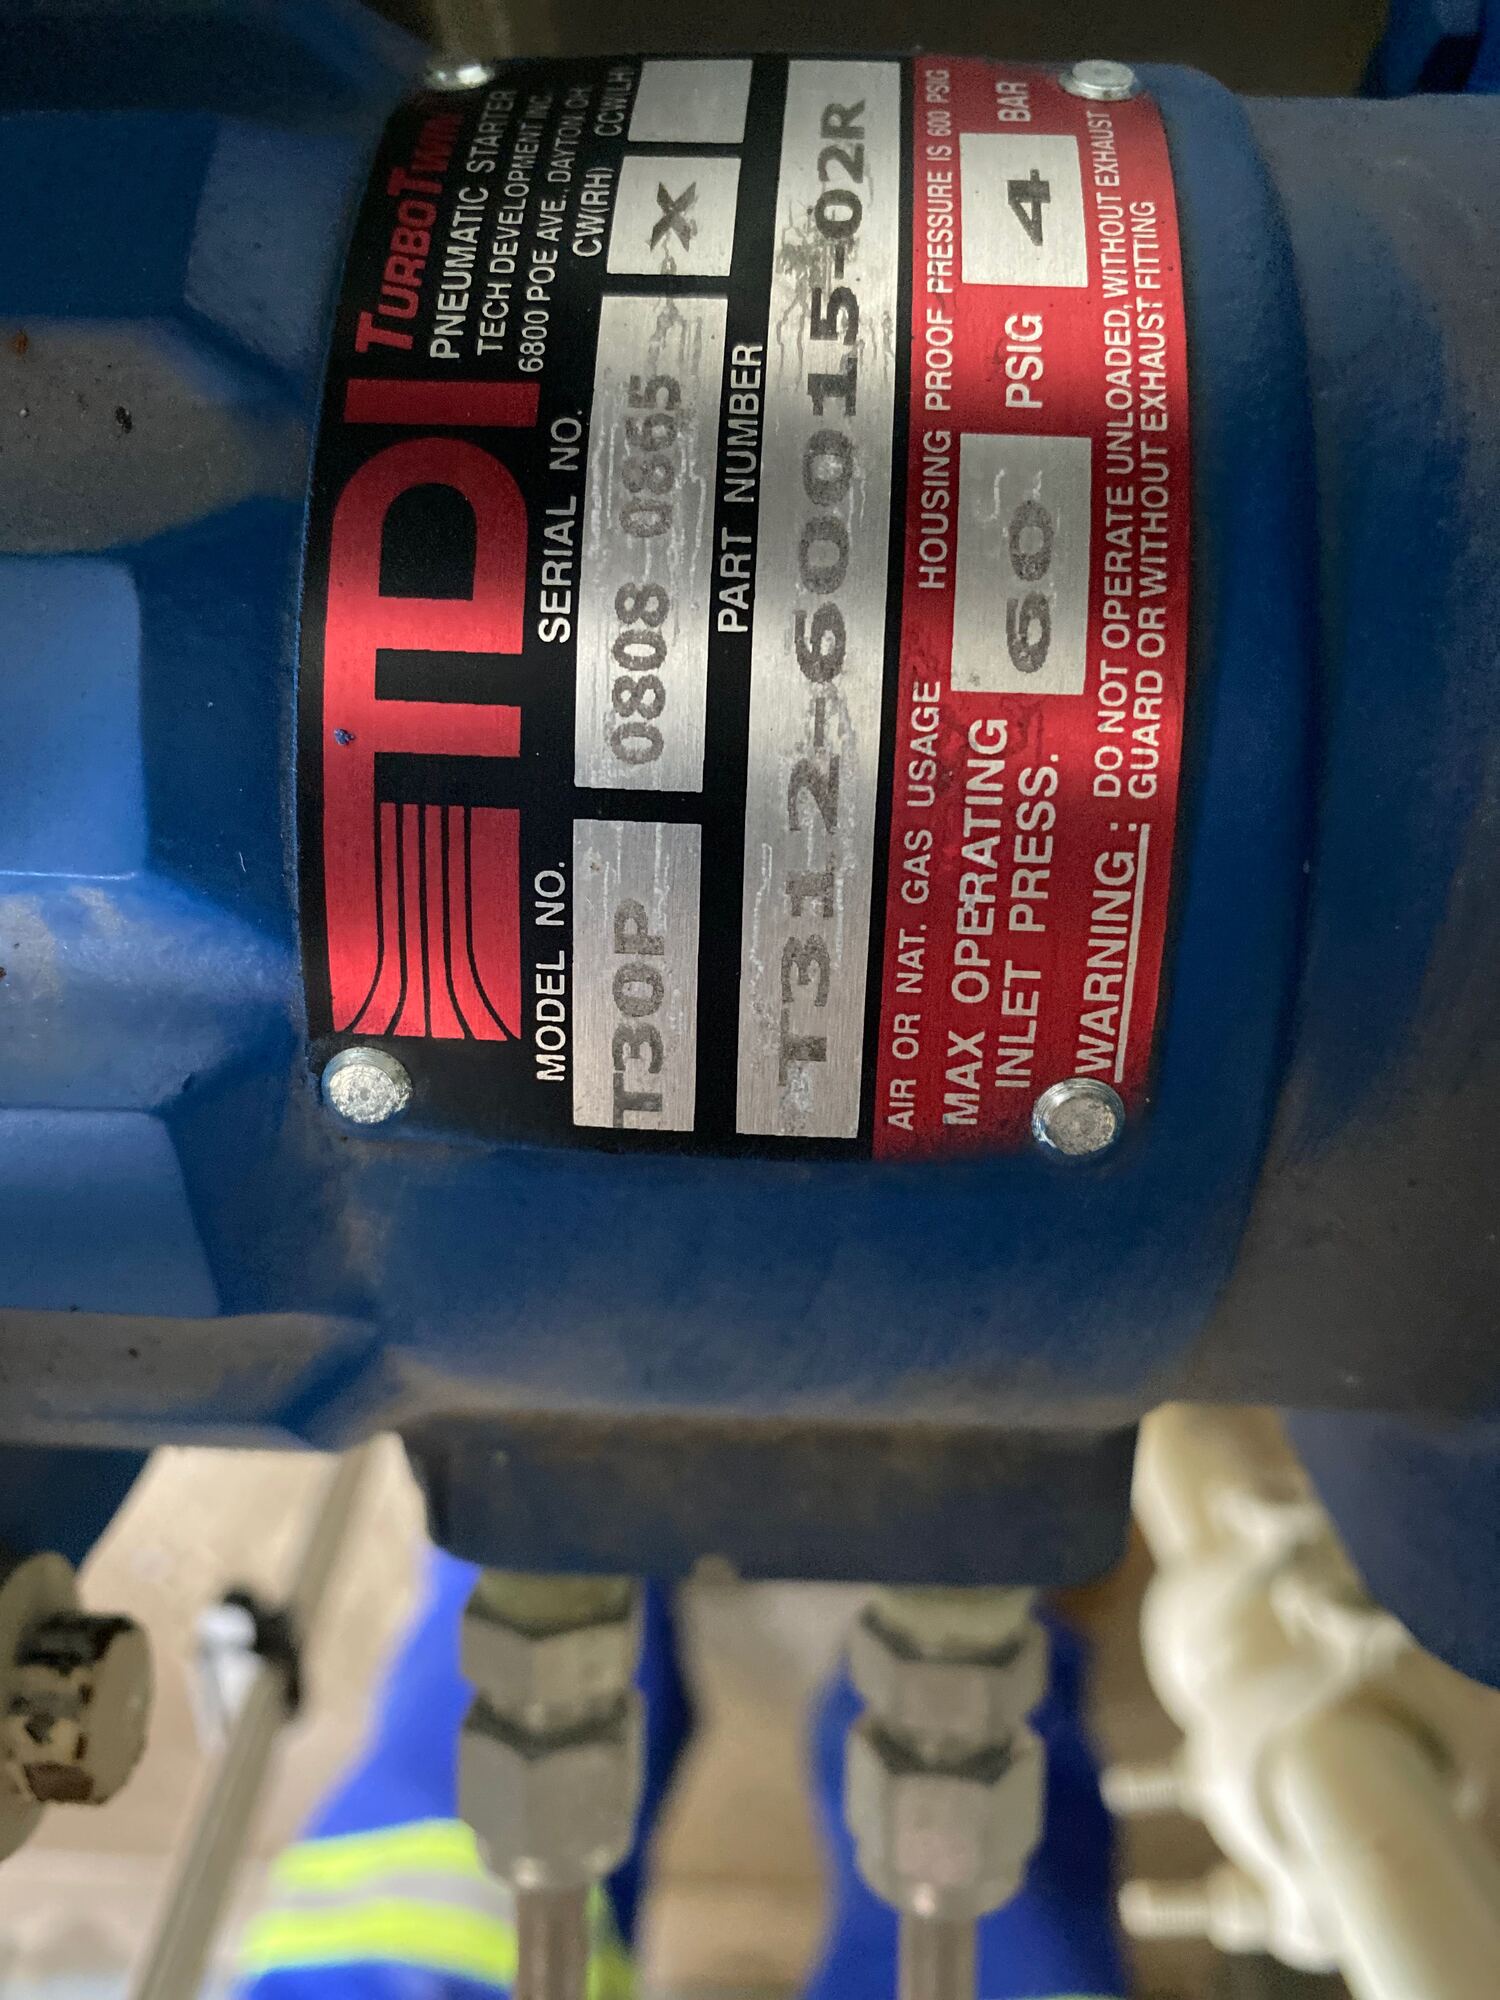 TDI TURBOTWIN
PNEUMATIC STARTER
TECH DEVELOPMENT INC.
6800 POE AVE. DAYTON, OH
CW(RH) CCW(LH)
MODEL NO. SERIAL NO.
T30P 0808 0865 X
PART NUMBER
T312-60015-02R
AIR OR NAT. GAS USAGE HOUSING PROOF PRESSURE IS 600 PSIG
MAX OPERATING
INLET PRESS. 60 PSIG 4 BAR
WARNING : DO NOT OPERATE UNLOADED, WITHOUT EXHAUST
GUARD OR WITHOUT EXHAUST FITTING